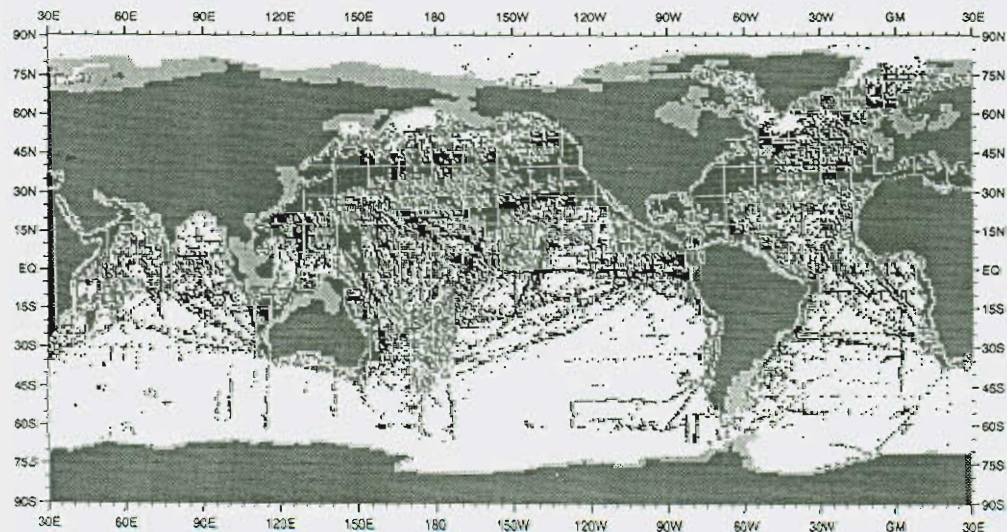 30E 60E 90E 120E 150E 180 150W 120W 90W 60W 30W GM 30E
90N 90N
75N 75N
60N 60N
45N 45N
30N 30N
15N 15N
EQ EQ
15S 15S
30S 30S
45S 45S
60S 60S
75S 75S
90S 90S
30E 60E 90E 120E 150E 180 150W 120W 90W 60W 30W GM 30E